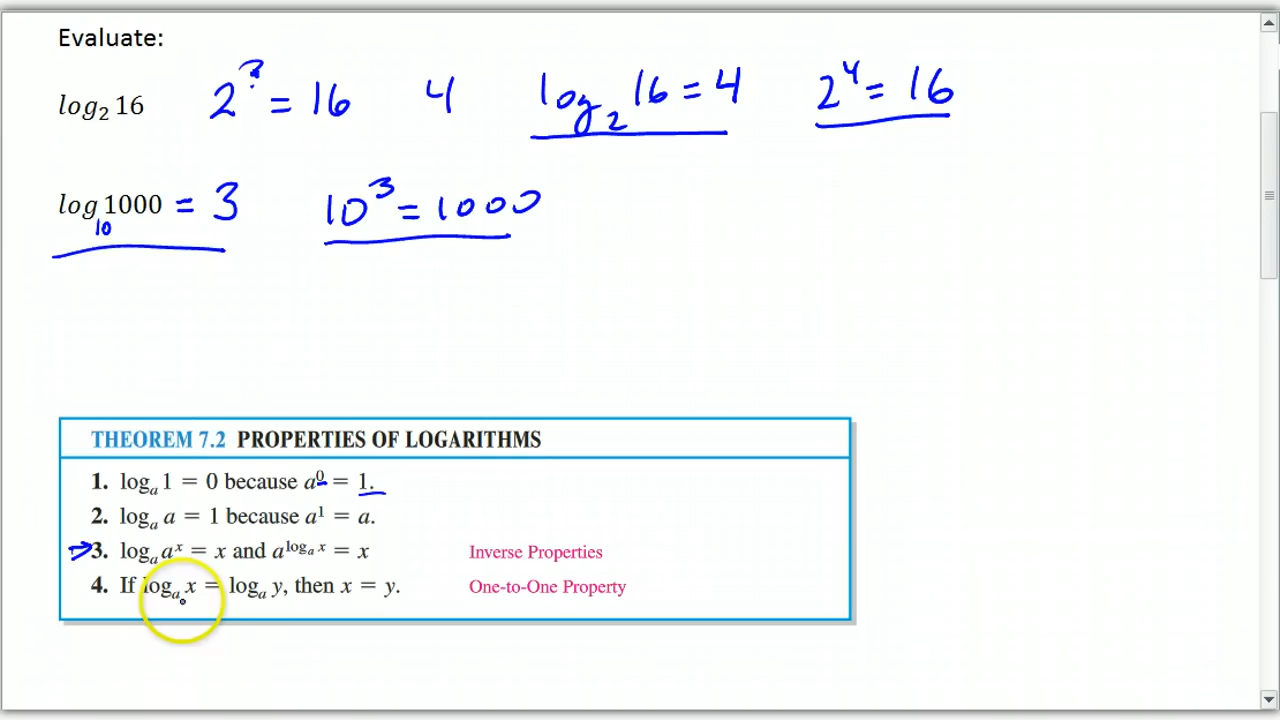 Evaluate:
log₂ 16 2^? = 16 4 log₂ 16 = 4 2⁴ = 16
log₁₀ 1000 = 3 10³ = 1000
THEOREM 7.2 PROPERTIES OF LOGARITHMS
1. logₐ 1 = 0 because a⁰ = 1.
2. logₐ a = 1 because a¹ = a.
3. logₐ aˣ = x and a^(logₐ x) = x Inverse Properties
4. If logₐ x = logₐ y, then x = y. One-to-One Property